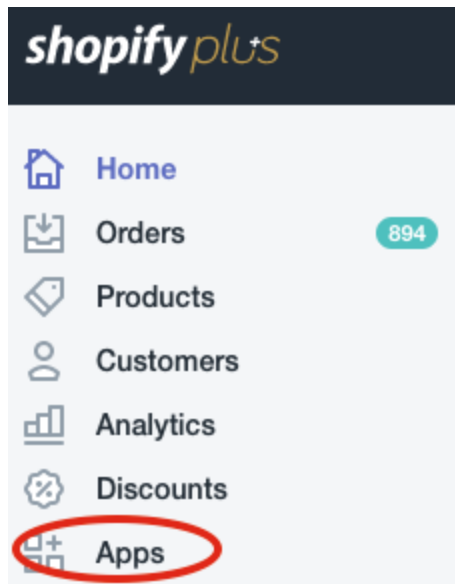 shopify plus
Home
Orders 894
Products
Customers
Analytics
Discounts
Apps